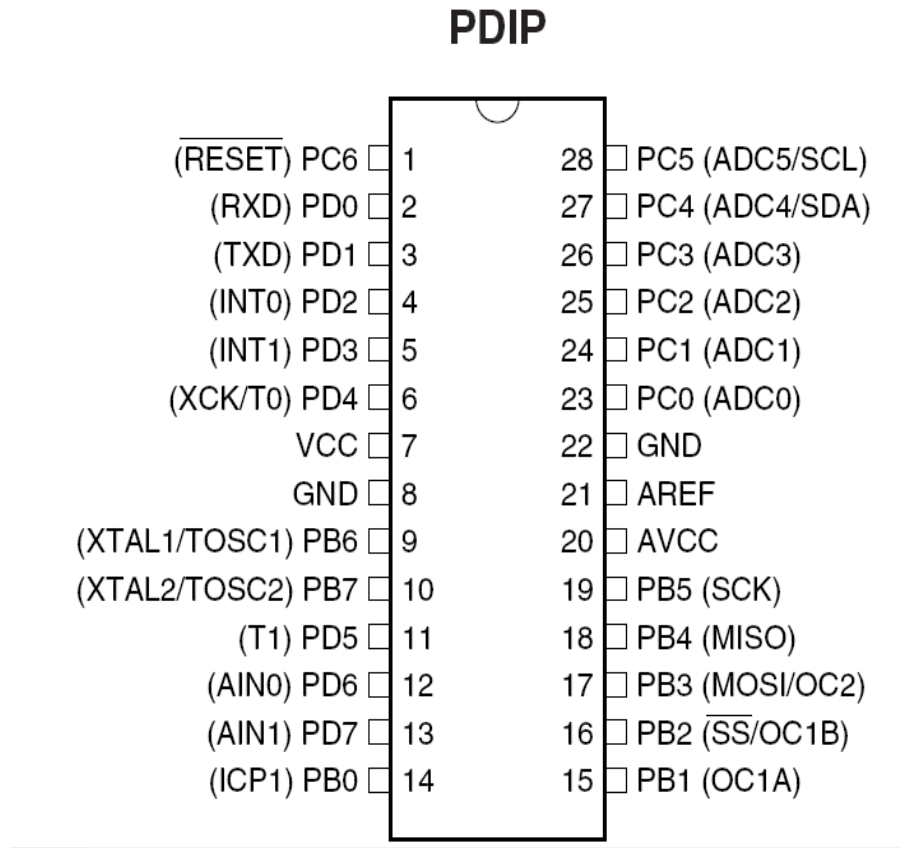 PDIP
(RESET) PC6 1 28 PC5 (ADC5/SCL)
(RXD) PD0 2 27 PC4 (ADC4/SDA)
(TXD) PD1 3 26 PC3 (ADC3)
(INT0) PD2 4 25 PC2 (ADC2)
(INT1) PD3 5 24 PC1 (ADC1)
(XCK/T0) PD4 6 23 PC0 (ADC0)
VCC 7 22 GND
GND 8 21 AREF
(XTAL1/TOSC1) PB6 9 20 AVCC
(XTAL2/TOSC2) PB7 10 19 PB5 (SCK)
(T1) PD5 11 18 PB4 (MISO)
(AIN0) PD6 12 17 PB3 (MOSI/OC2)
(AIN1) PD7 13 16 PB2 (SS/OC1B)
(ICP1) PB0 14 15 PB1 (OC1A)